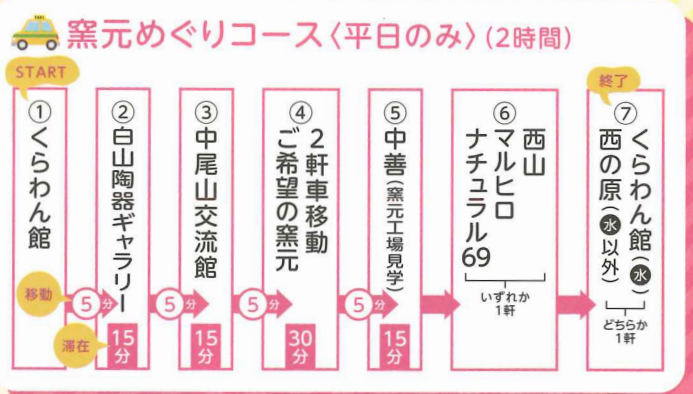 窯元めぐりコース〈平日のみ〉(2時間)
START
①くらわん館
移動
5分
②白山陶器ギャラリー
滞在
15分
5分
③中尾山交流館
15分
5分
④ご希望の窯元
2軒車移動
30分
5分
⑤中善(窯元工場見学)
15分
⑥西山
マルヒロ
ナチュラル69
いずれか
1軒
終了
⑦くらわん館(水)
西の原(水以外)
どちらか
1軒